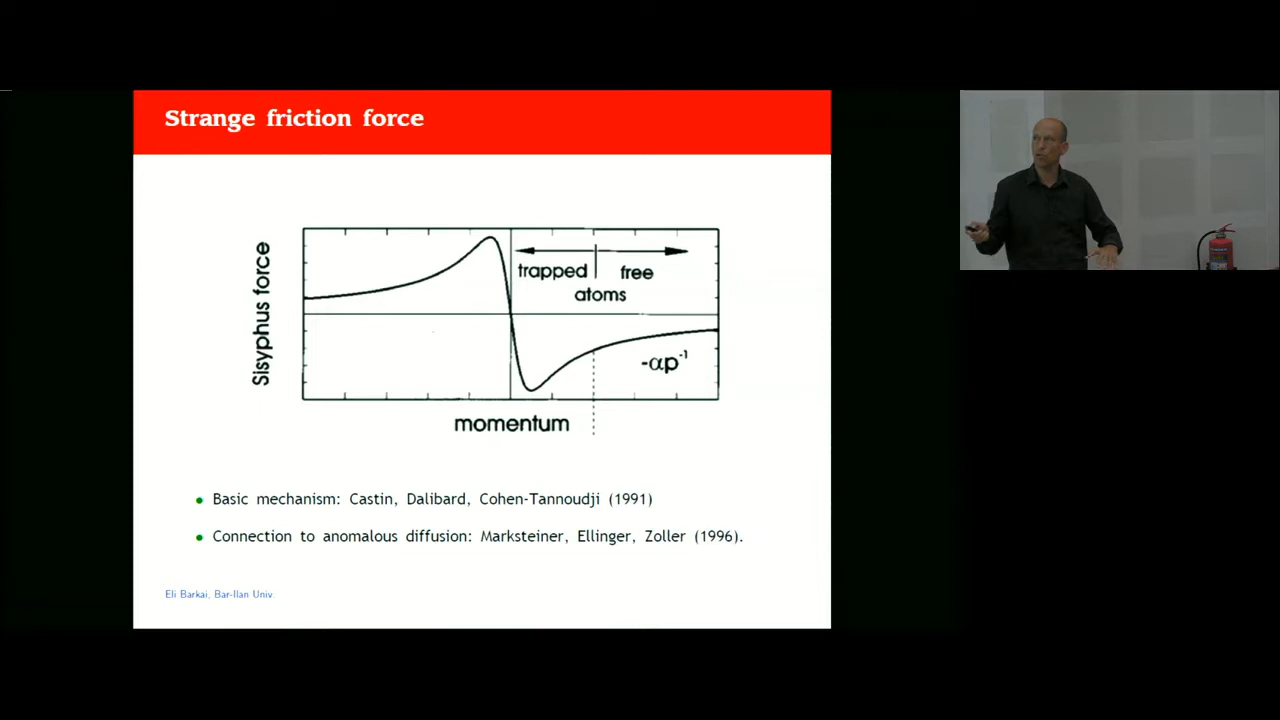 Strange friction force
Sisyphus force
trapped
free
atoms
-αp⁻¹
momentum
• Basic mechanism: Castin, Dalibard, Cohen-Tannoudji (1991)
• Connection to anomalous diffusion: Marksteiner, Ellinger, Zoller (1996).
Eli Barkai, Bar-Ilan Univ.